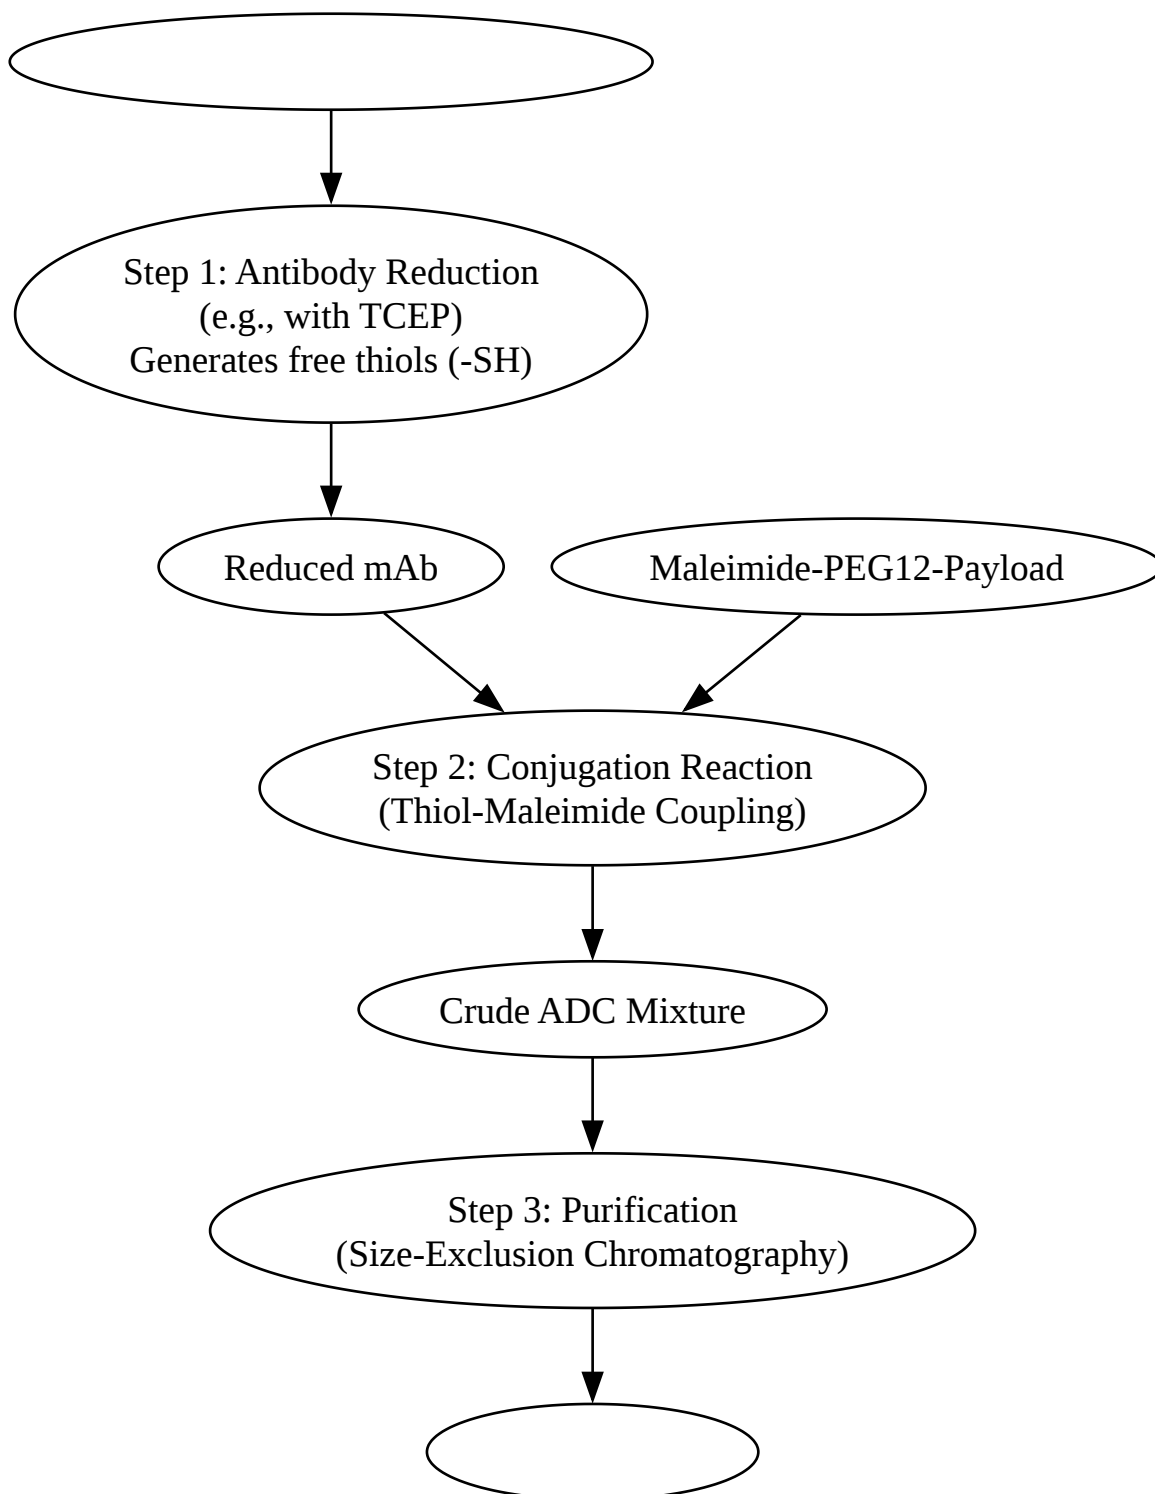 Step 1: Antibody Reduction
(e.g., with TCEP)
Generates free thiols (-SH)
Reduced mAb
Maleimide-PEG12-Payload
Step 2: Conjugation Reaction
(Thiol-Maleimide Coupling)
Crude ADC Mixture
Step 3: Purification
(Size-Exclusion Chromatography)